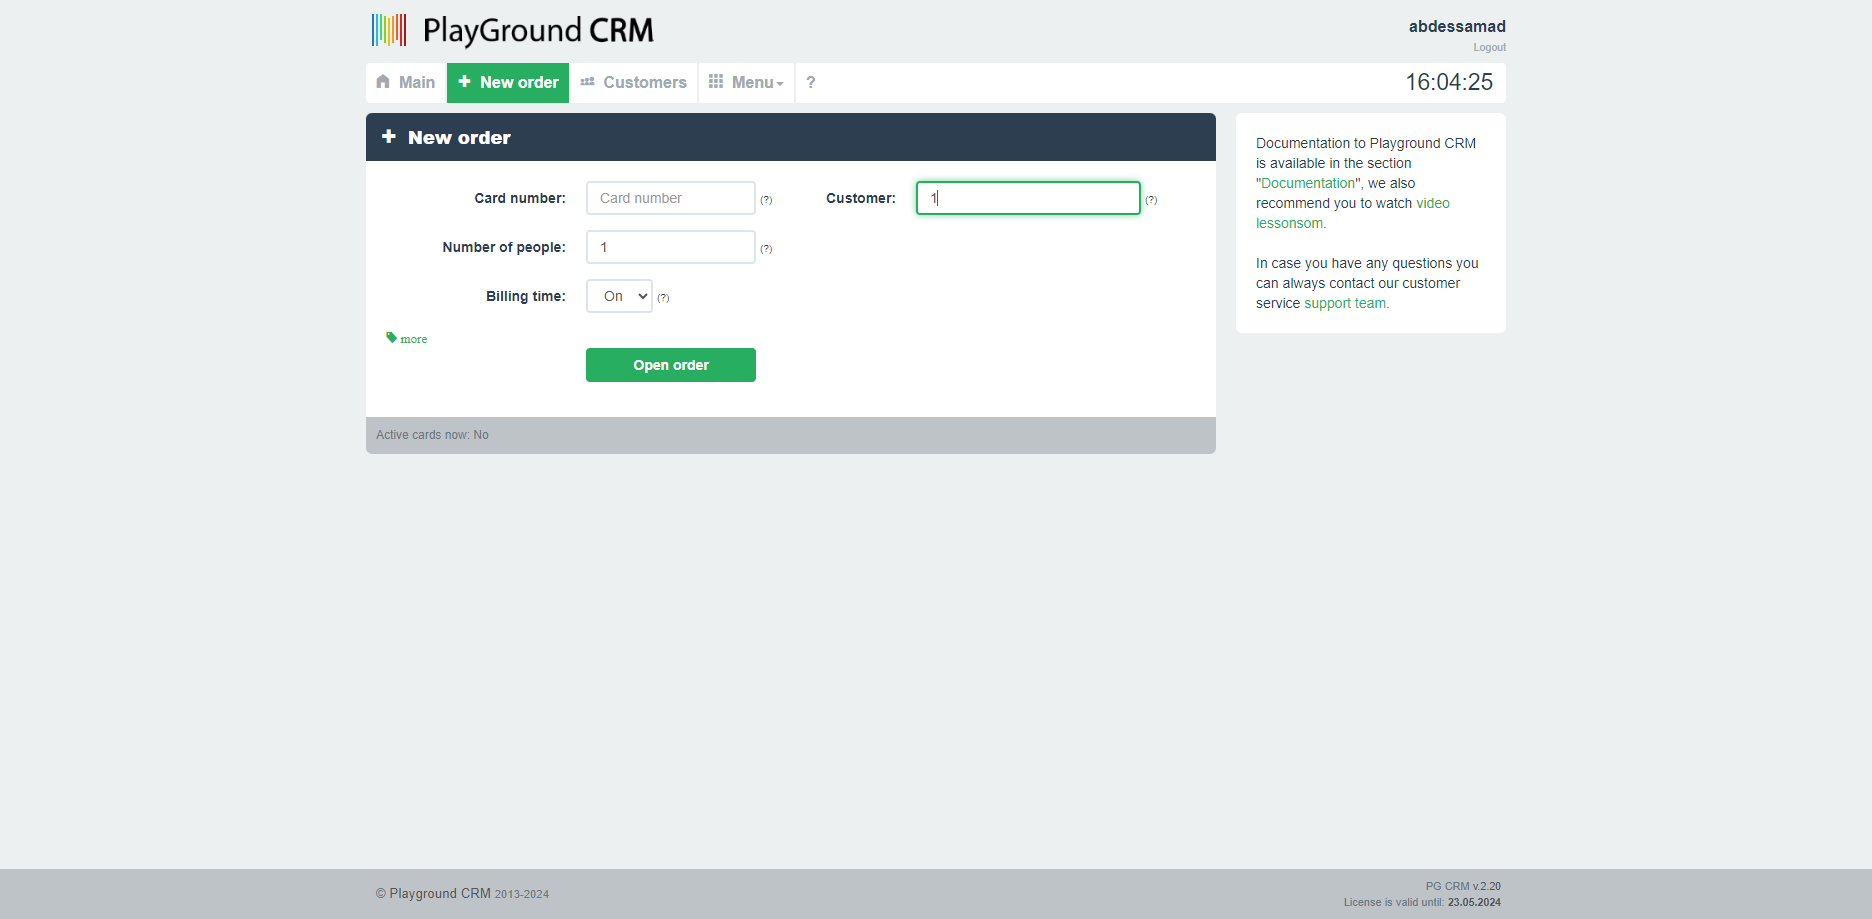 PlayGround CRM
abdessamad
Logout
Main
New order
Customers
Menu
?
16:04:25
New order
Card number:
Card number
(?)
Customer:
1
(?)
Number of people:
1
(?)
Billing time:
On
(?)
more
Open order
Active cards now: No
Documentation to Playground CRM
is available in the section
"Documentation", we also
recommend you to watch video
lessonsom.
In case you have any questions you
can always contact our customer
service support team.
© Playground CRM 2013-2024
PG CRM v.2.20
License is valid until: 23.05.2024